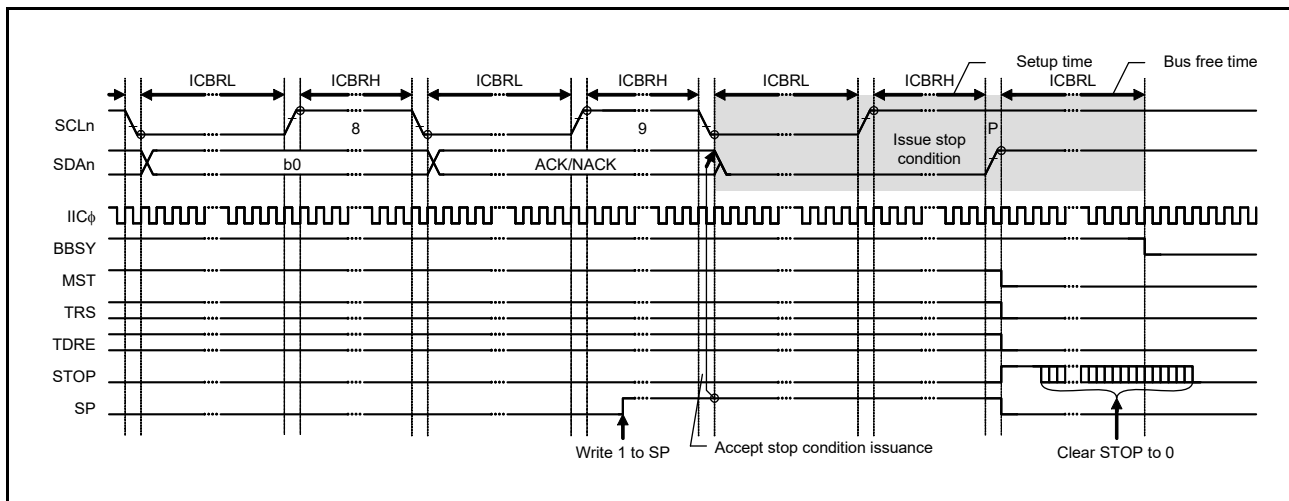 Setup time
Bus free time
ICBRL ICBRH ICBRL ICBRH ICBRL ICBRH ICBRL
SCLn 8 9 P
Issue stop
condition
SDAn b0 ACK/NACK
IICϕ
BBSY
MST
TRS
TDRE
STOP
SP
Write 1 to SP
Accept stop condition issuance
Clear STOP to 0